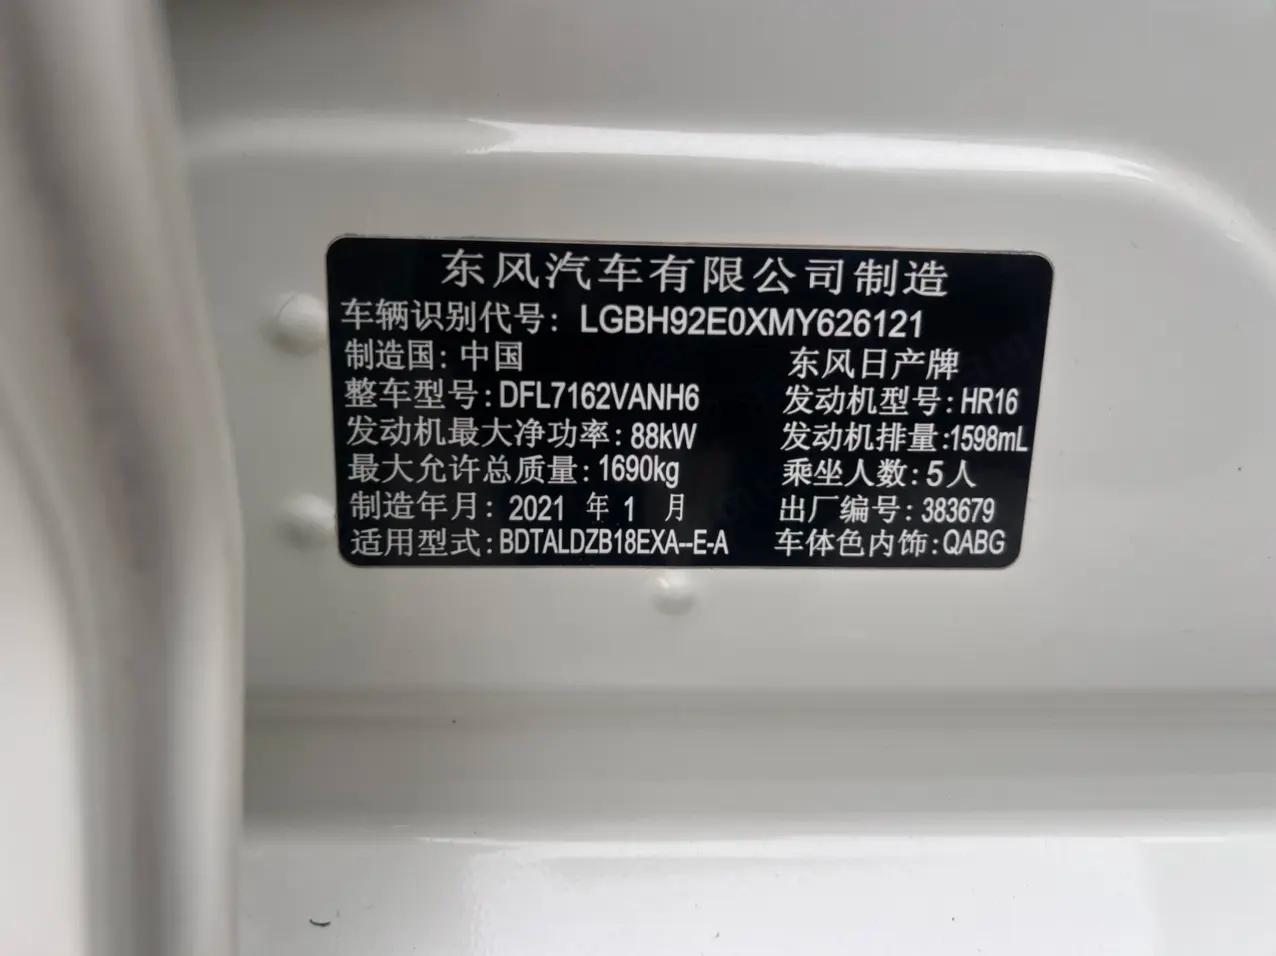 东风汽车有限公司制造
车辆识别代号：LGBH92E0XMY626121
制造国：中国 东风日产牌
整车型号：DFL7162VANH6 发动机型号：HR16
发动机最大净功率：88kW 发动机排量：1598mL
最大允许总质量：1690kg 乘坐人数：5人
制造年月：2021 年 1 月 出厂编号：383679
适用型式：BDTALDZB18EXA--E-A 车体色内饰：QABG